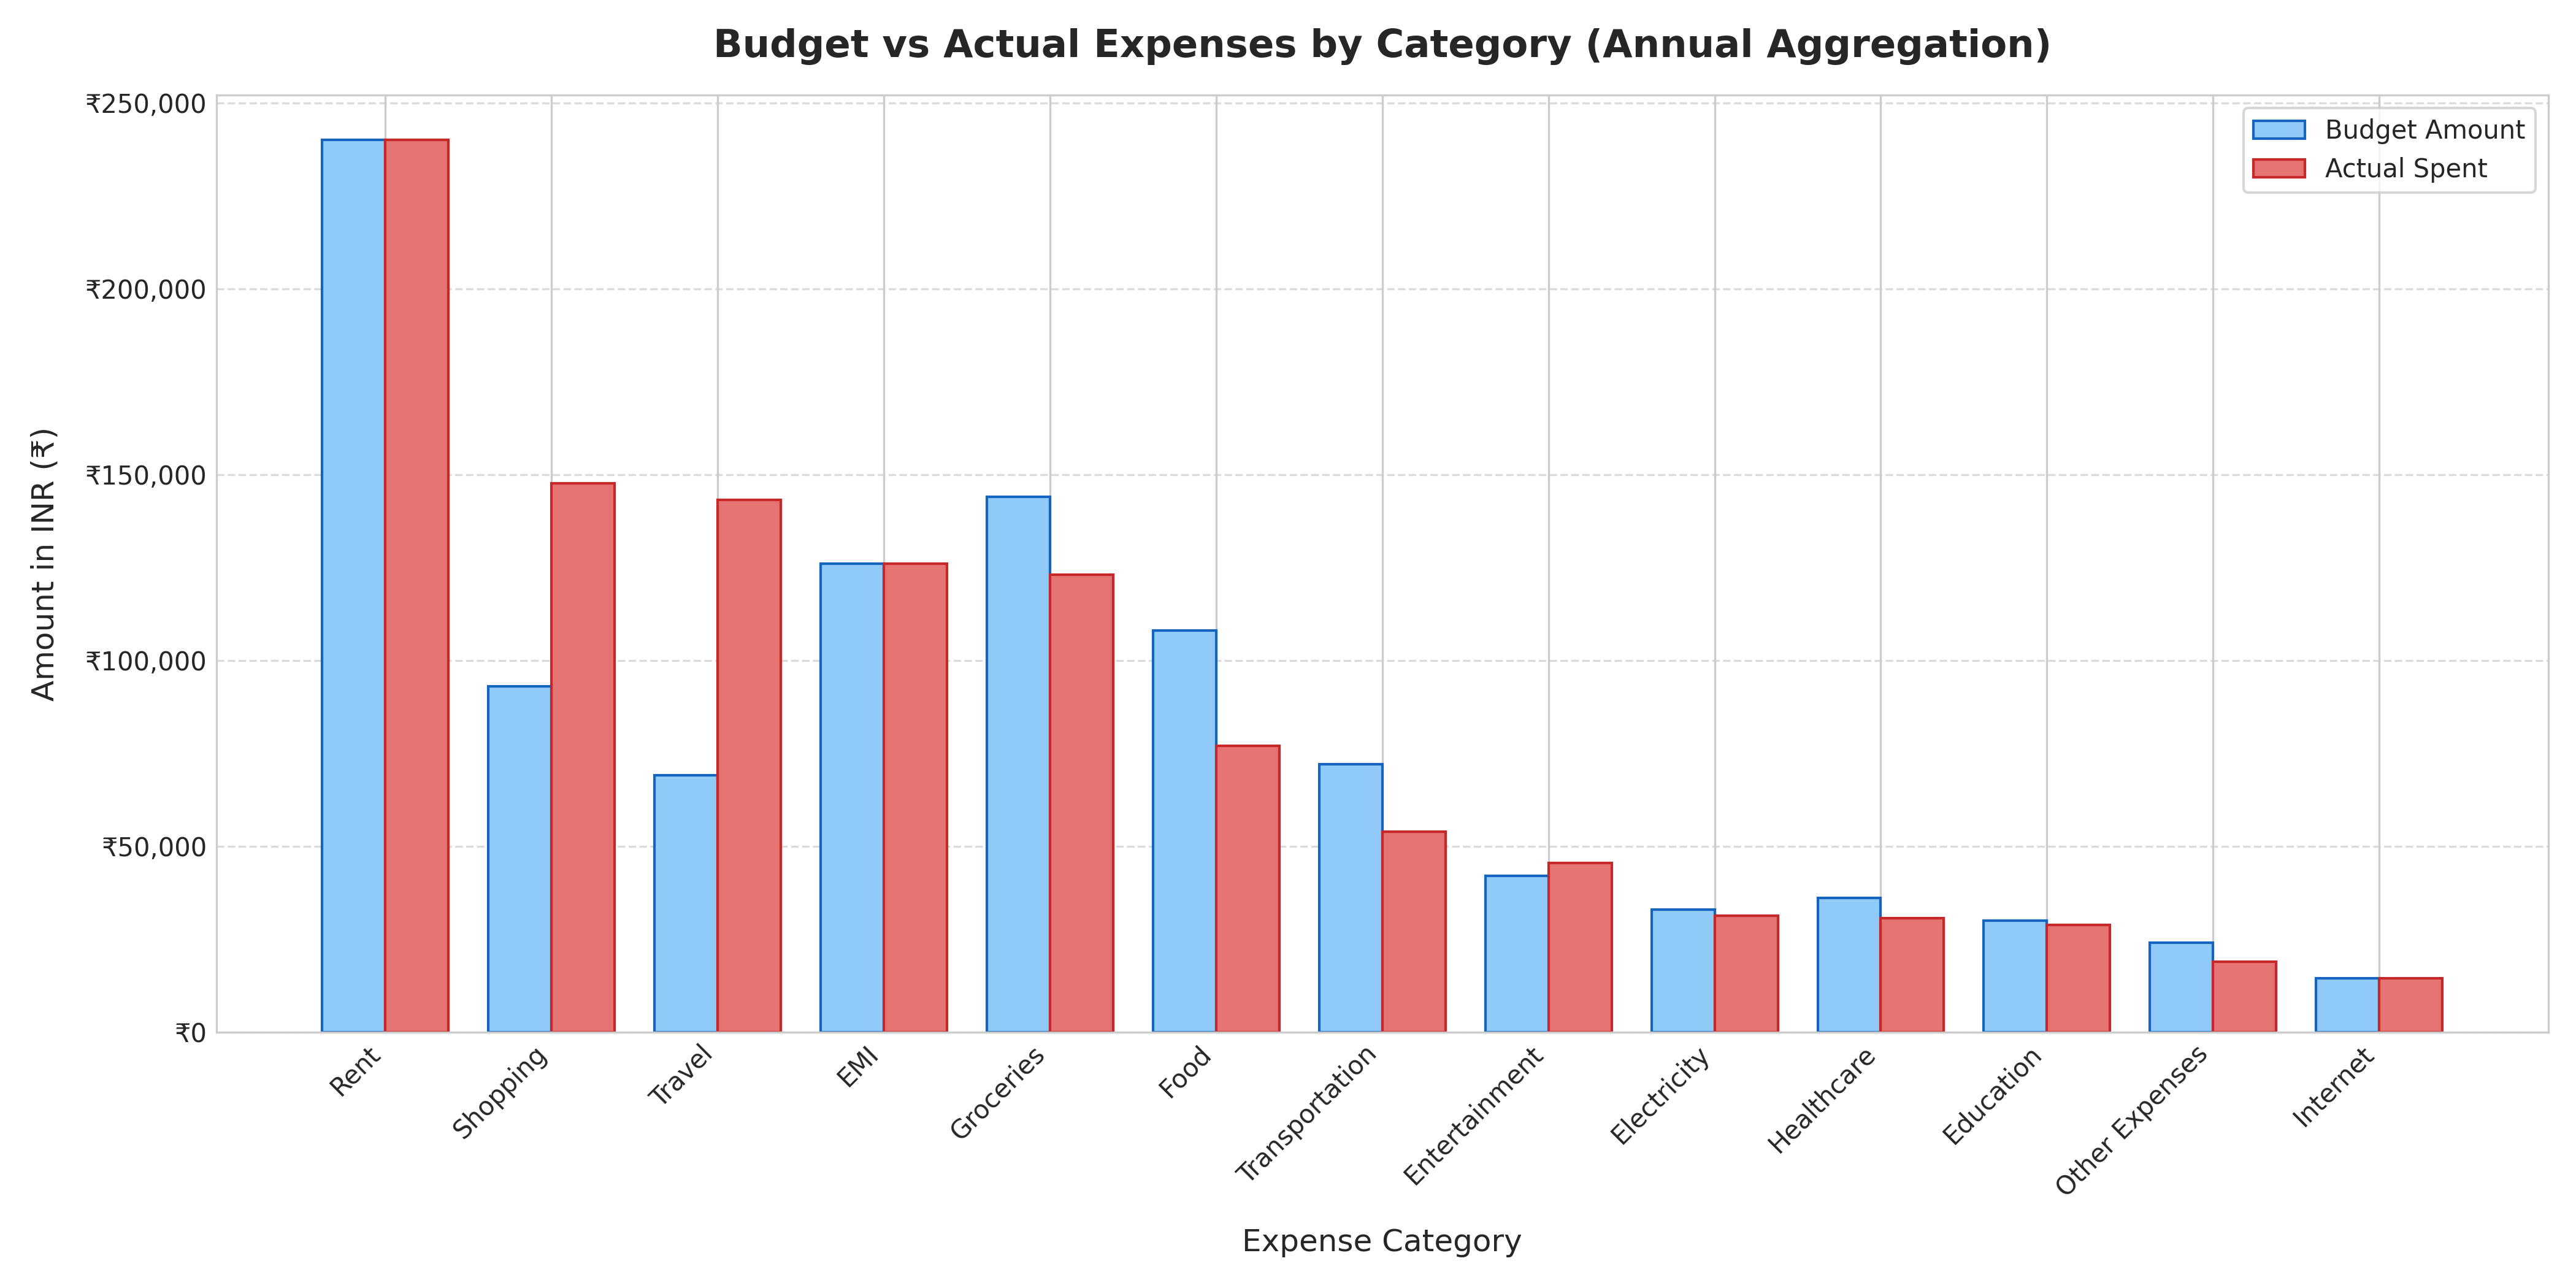 Budget vs Actual Expenses by Category (Annual Aggregation)
₹250,000
₹200,000
₹150,000
₹100,000
₹50,000
₹0
Amount in INR (₹)
Budget Amount
Actual Spent
Rent
Shopping
Travel
EMI
Groceries
Food
Transportation
Entertainment
Electricity
Healthcare
Education
Other Expenses
Internet
Expense Category